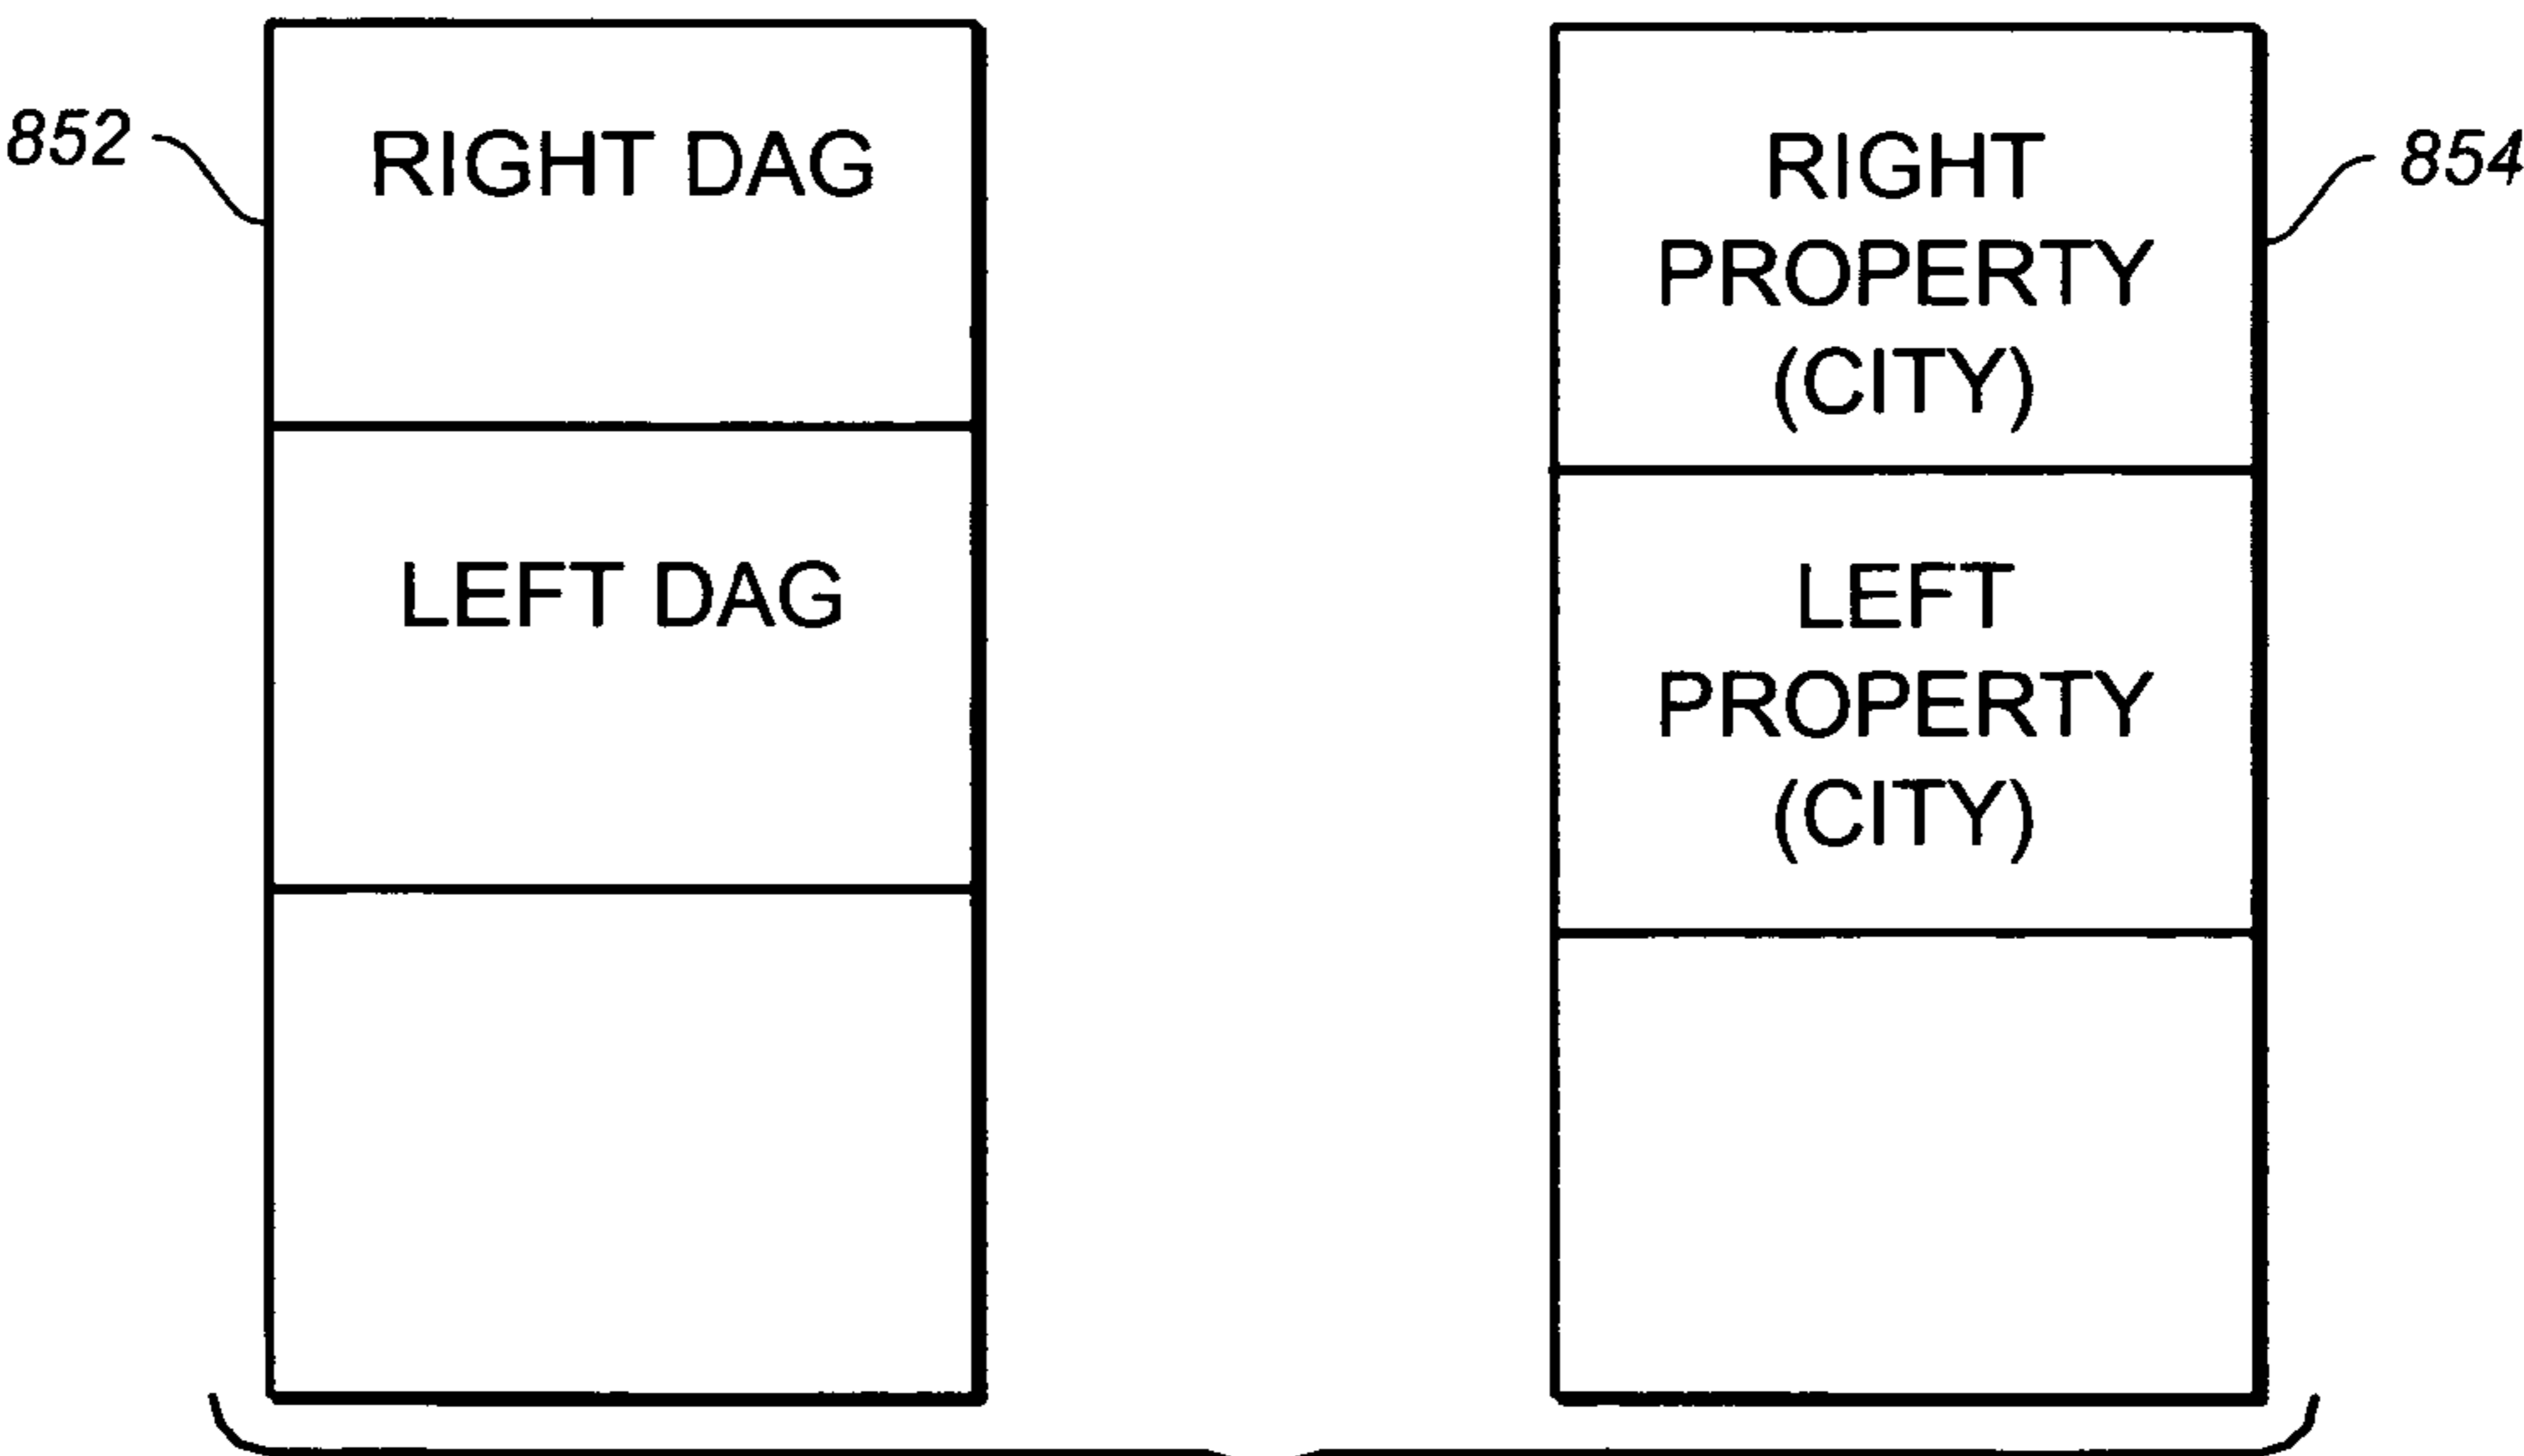 852
RIGHT DAG
LEFT DAG
RIGHT
PROPERTY
(CITY)
LEFT
PROPERTY
(CITY)
854